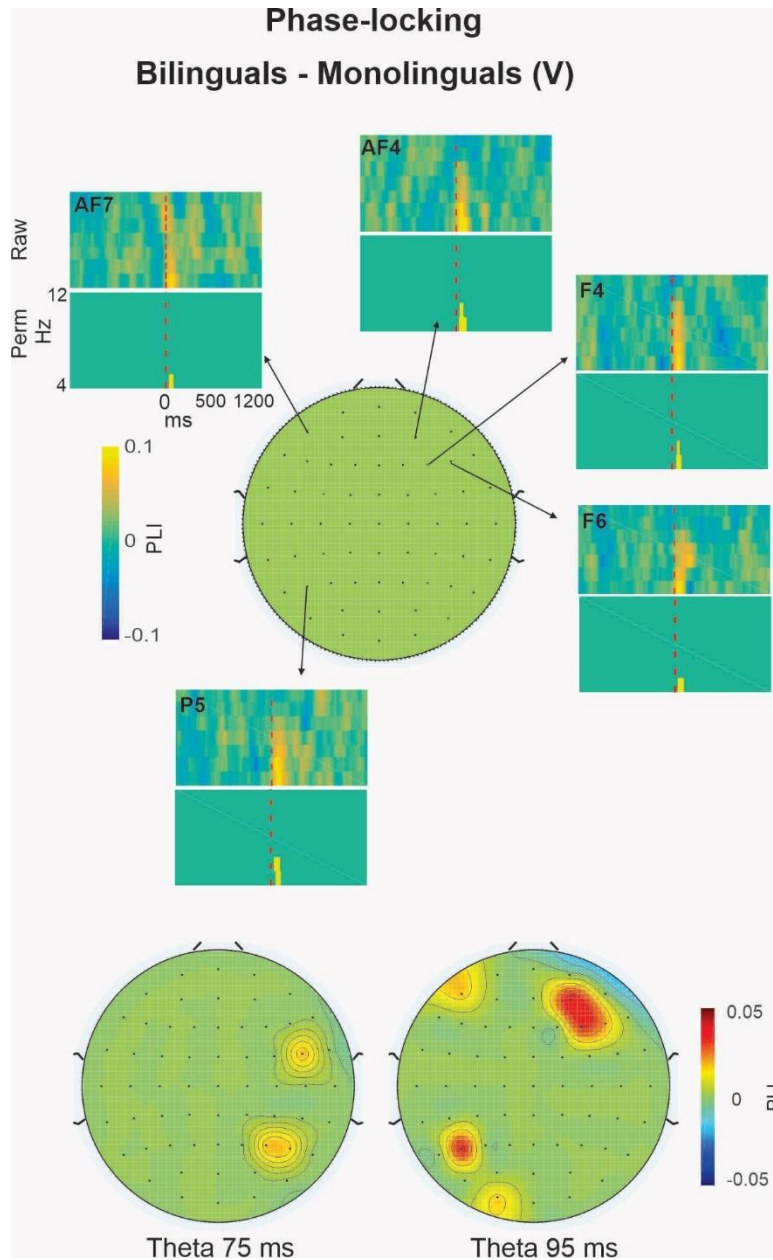 Phase-locking
Bilinguals - Monolinguals (V)
AF4
AF7
Raw
F4
12
Perm
Hz
4
0 500 1200
ms
0.1
0
-0.1
PLI
F6
P5
0.05
0
-0.05
PLI
Theta 75 ms
Theta 95 ms